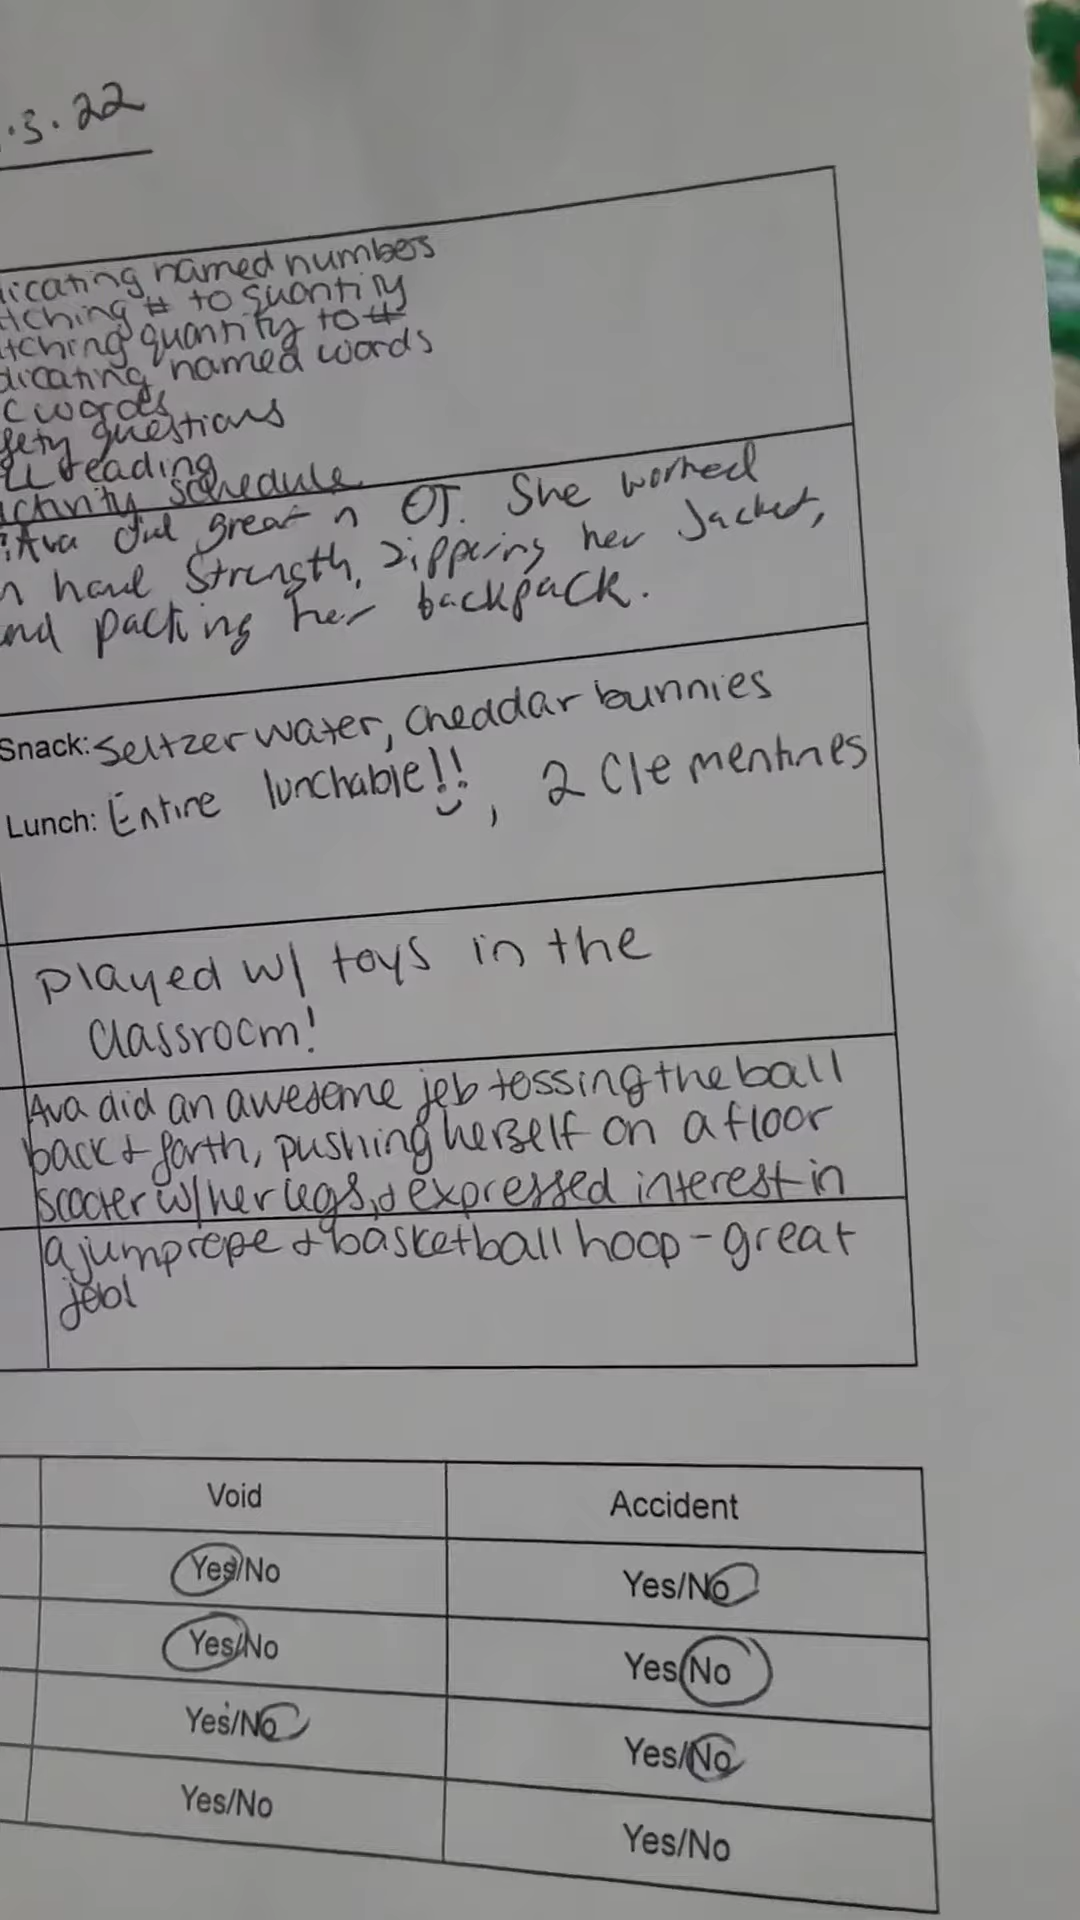 .3.22
licating named numbers
tching # to quantity
tching quantity to #
dicating named words
c words
fety questions
reading
activity schedule
: Ava did great n OT. She worked
n hand strength, zippering her jacket,
nd packing her backpack.
Snack: Seltzer water, cheddar bunnies
Lunch: Entire lunchable!!, 2 Clementines
Played w/ toys in the
classroom!
Ava did an awesome job tossing the ball
back & forth, pushing herself on a floor
scooter w/ her legs, & expressed interest in
a jumprope & basketball hoop - great
job!
Void Accident
Yes/No Yes/No
Yes/No Yes/No
Yes/No Yes/No
Yes/No Yes/No